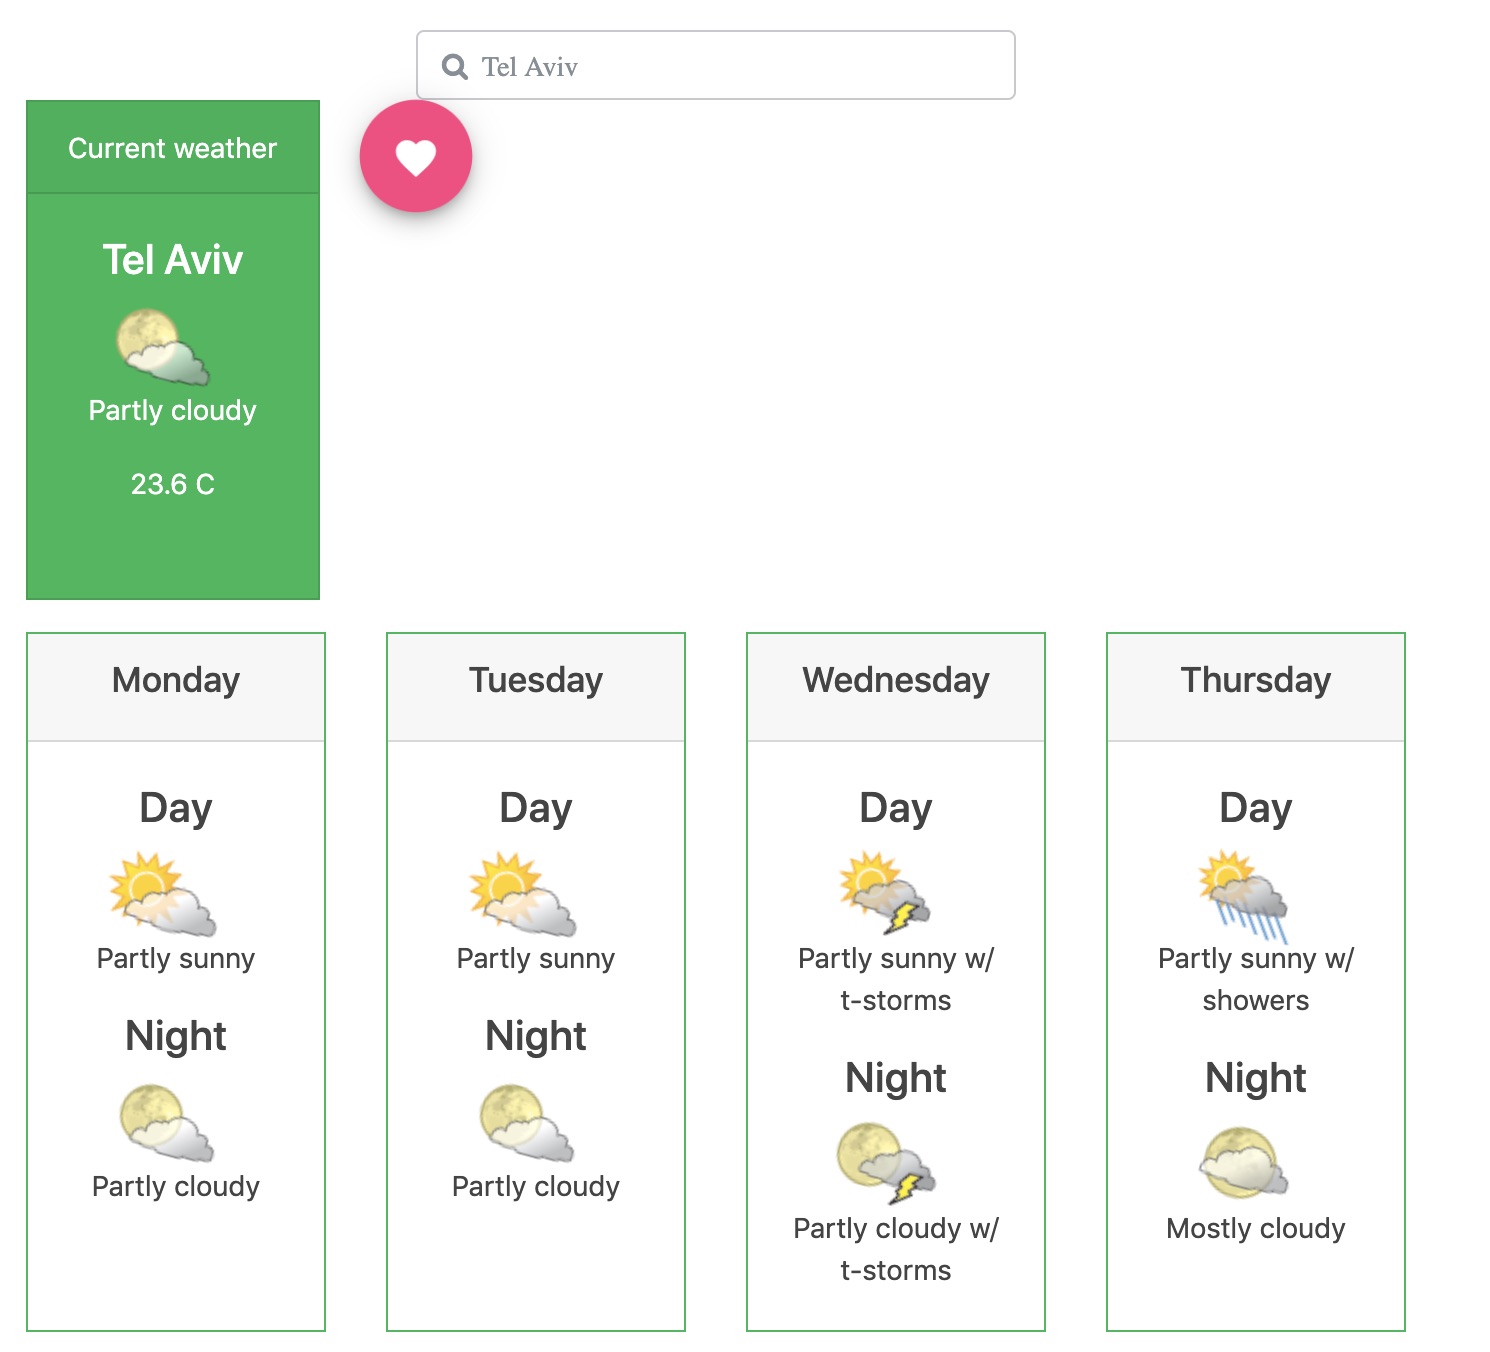 Tel Aviv
Current weather
Tel Aviv
Partly cloudy
23.6 C
Monday
Day
Partly sunny
Night
Partly cloudy
Tuesday
Day
Partly sunny
Night
Partly cloudy
Wednesday
Day
Partly sunny w/
t-storms
Night
Partly cloudy w/
t-storms
Thursday
Day
Partly sunny w/
showers
Night
Mostly cloudy